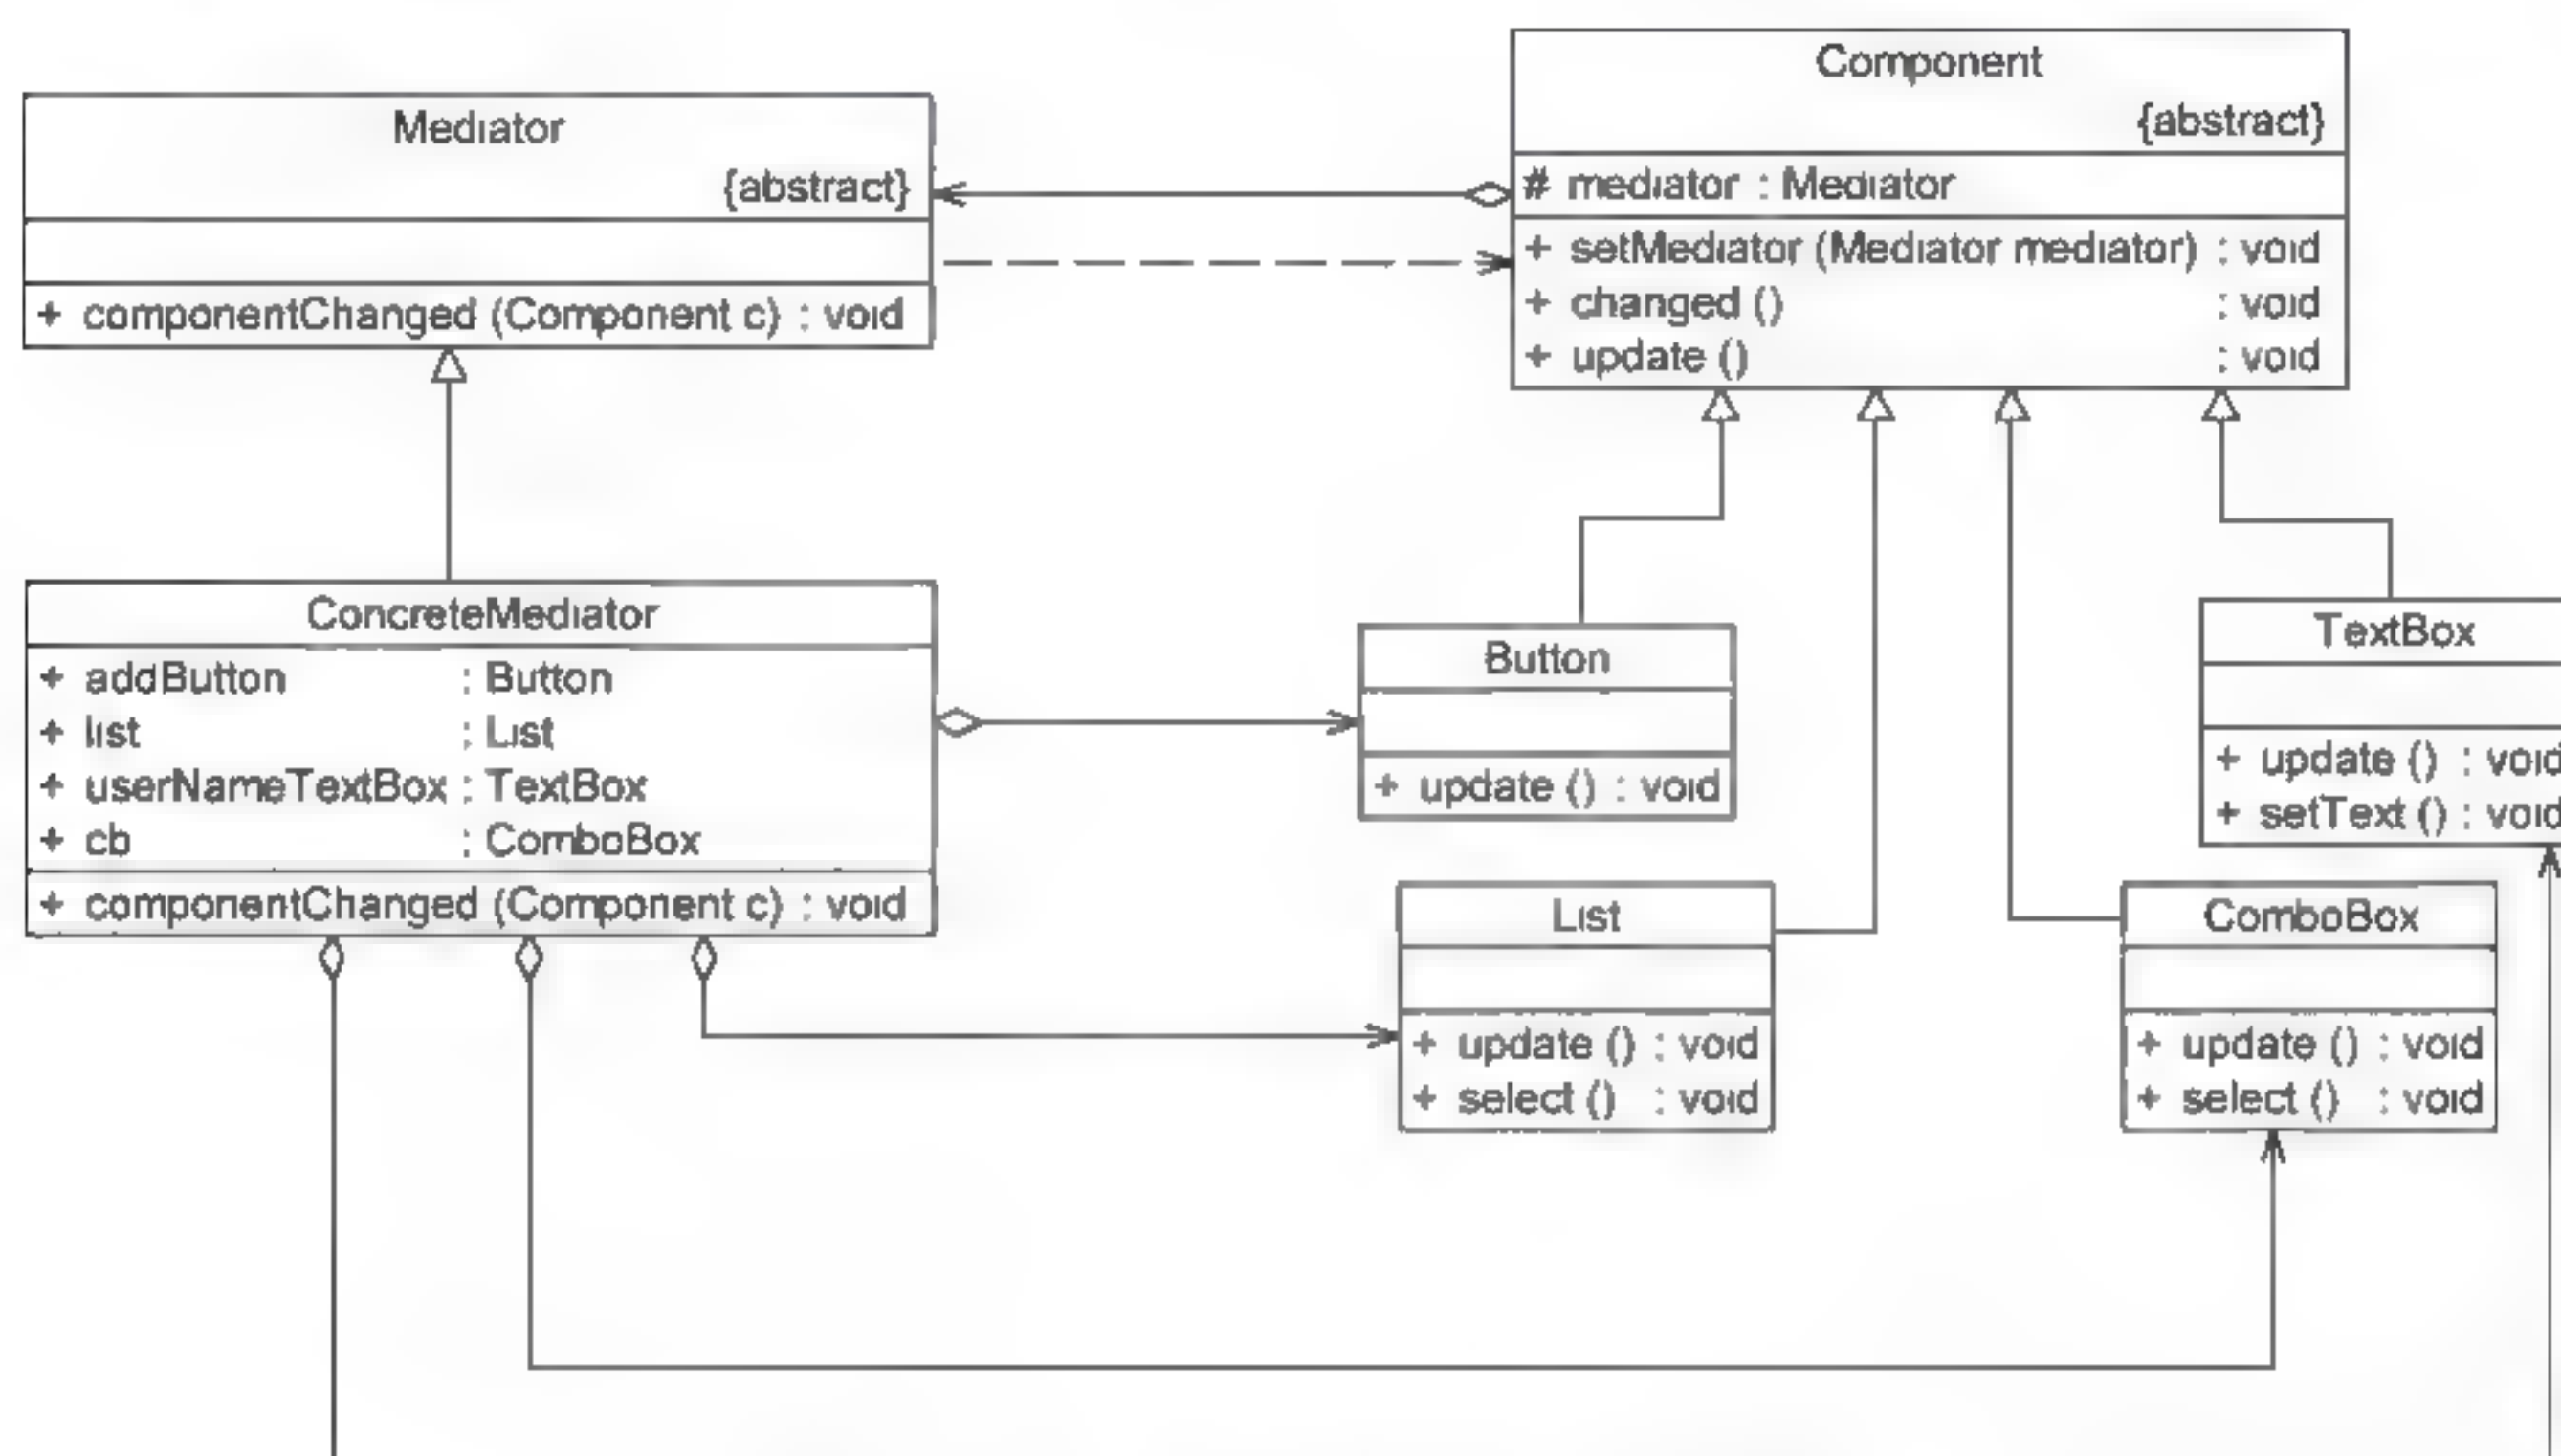 Mediator
{abstract}
+ componentChanged (Component c) : void
Component
{abstract}
# mediator : Mediator
+ setMediator (Mediator mediator) : void
+ changed () : void
+ update () : void
ConcreteMediator
+ addButton : Button
+ list : List
+ userNameTextBox : TextBox
+ cb : ComboBox
+ componentChanged (Component c) : void
Button
+ update () : void
TextBox
+ update () : void
+ setText () : void
List
+ update () : void
+ select () : void
ComboBox
+ update () : void
+ select () : void